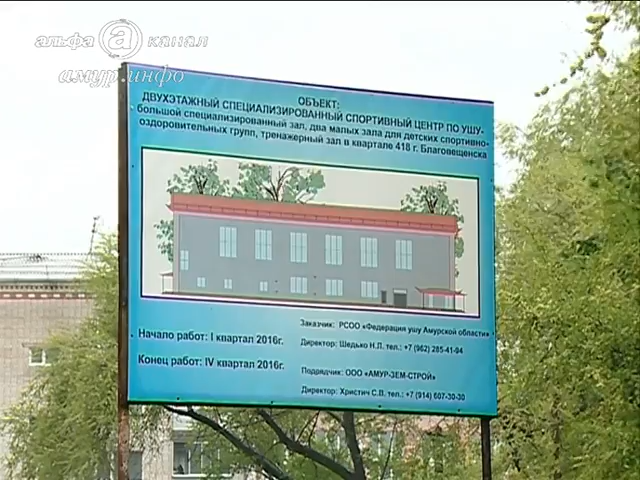 альфа @ канал
амур.инфо
ОБЪЕКТ:
ДВУХЭТАЖНЫЙ СПЕЦИАЛИЗИРОВАННЫЙ СПОРТИВНЫЙ ЦЕНТР ПО УШУ-
большой специализированный зал, два малых зала для детских спортивно-
оздоровительных групп, тренажерный зал в квартале 418 г. Благовещенска
Заказчик: РСОО «Федерация ушу Амурской области»
Начало работ: I квартал 2016г.
Директор: Шедько Н.Л. тел.: +7 (962) 285-41-94
Конец работ: IV квартал 2016г.
Подрядчик: ООО «АМУР-ЗЕМ-СТРОЙ»
Директор: Христич С.В. тел.: +7 (914) 607-30-30